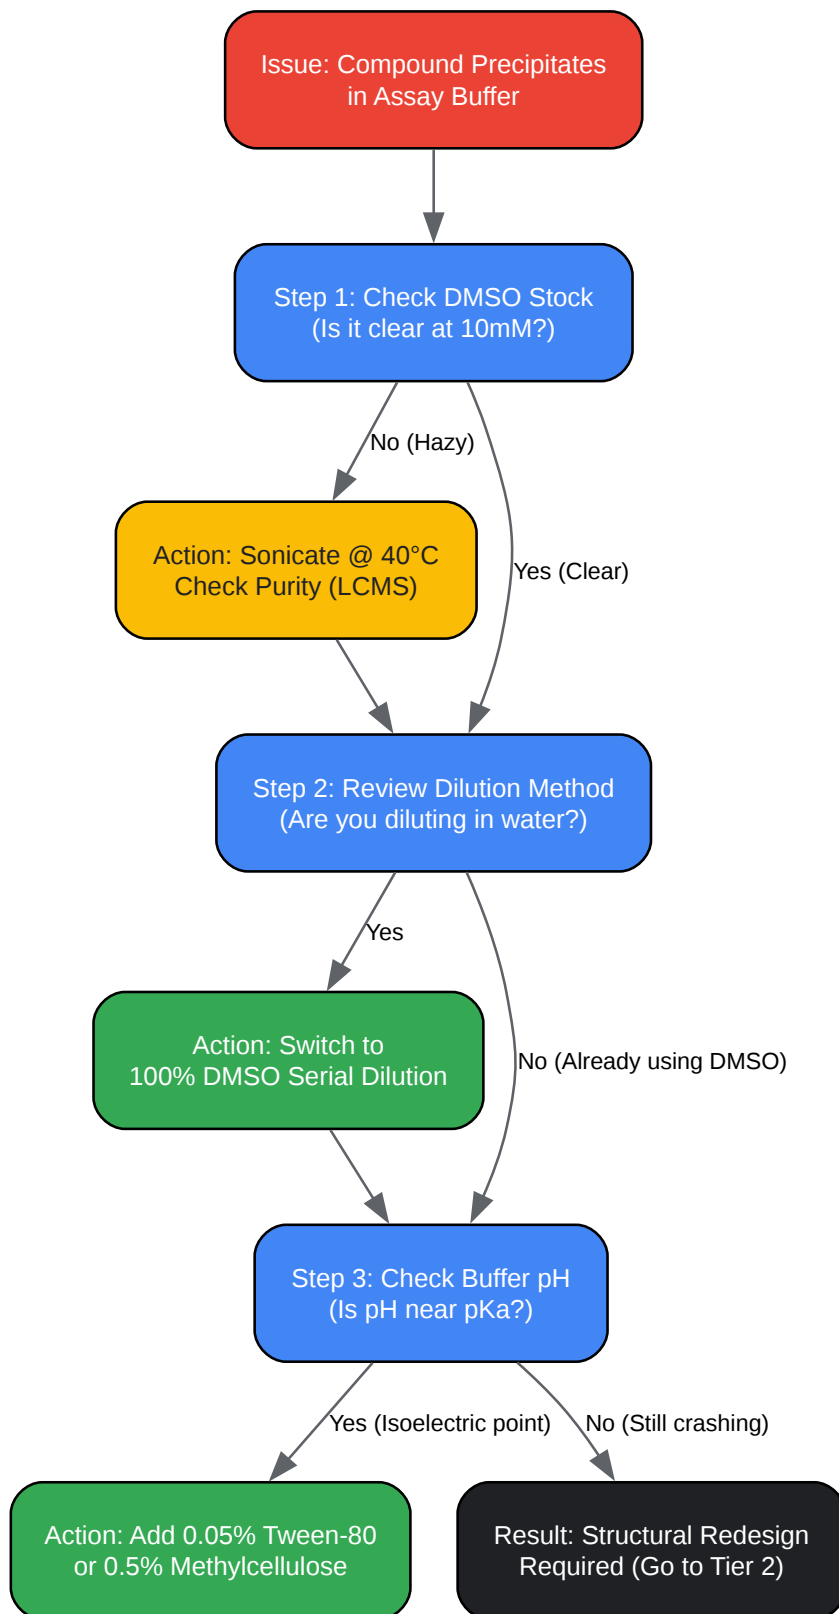 Issue: Compound Precipitates
in Assay Buffer
Step 1: Check DMSO Stock
(Is it clear at 10mM?)
No (Hazy)
Action: Sonicate @ 40°C
Check Purity (LCMS)
Yes (Clear)
Step 2: Review Dilution Method
(Are you diluting in water?)
Yes
Action: Switch to
100% DMSO Serial Dilution
No (Already using DMSO)
Step 3: Check Buffer pH
(Is pH near pKa?)
Yes (Isoelectric point)
No (Still crashing)
Action: Add 0.05% Tween-80
or 0.5% Methylcellulose
Result: Structural Redesign
Required (Go to Tier 2)